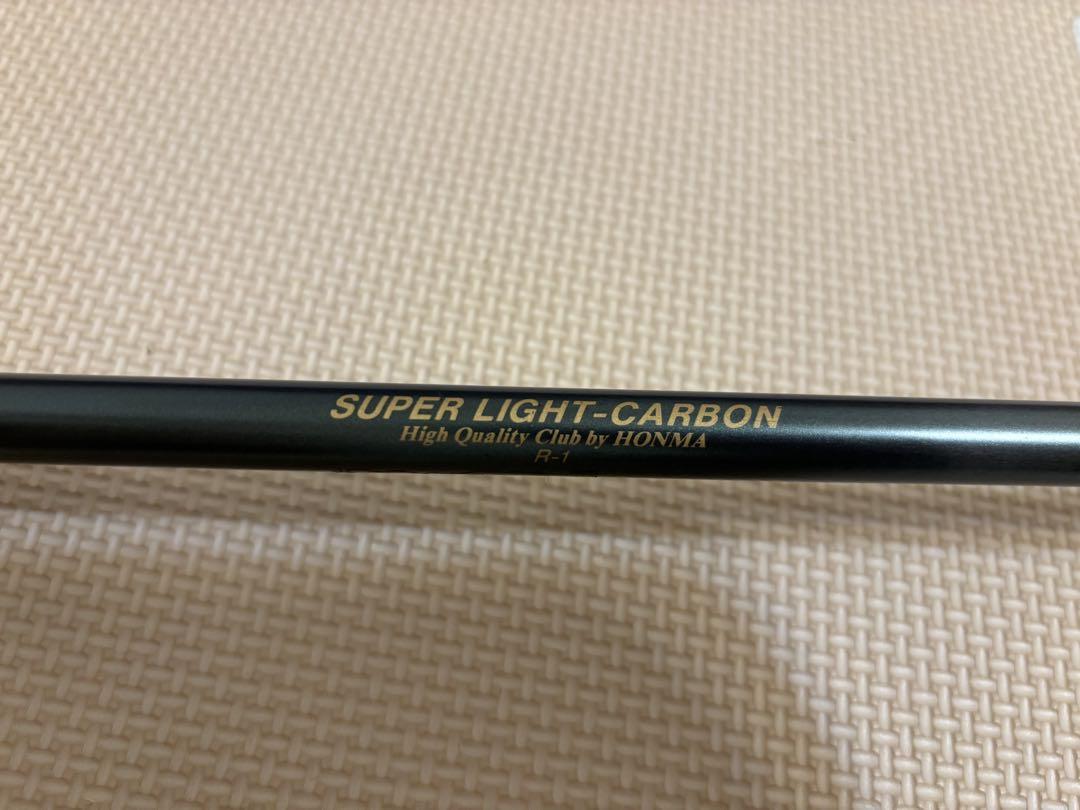 SUPER LIGHT-CARBON
High Quality Club by HONMA
R-1